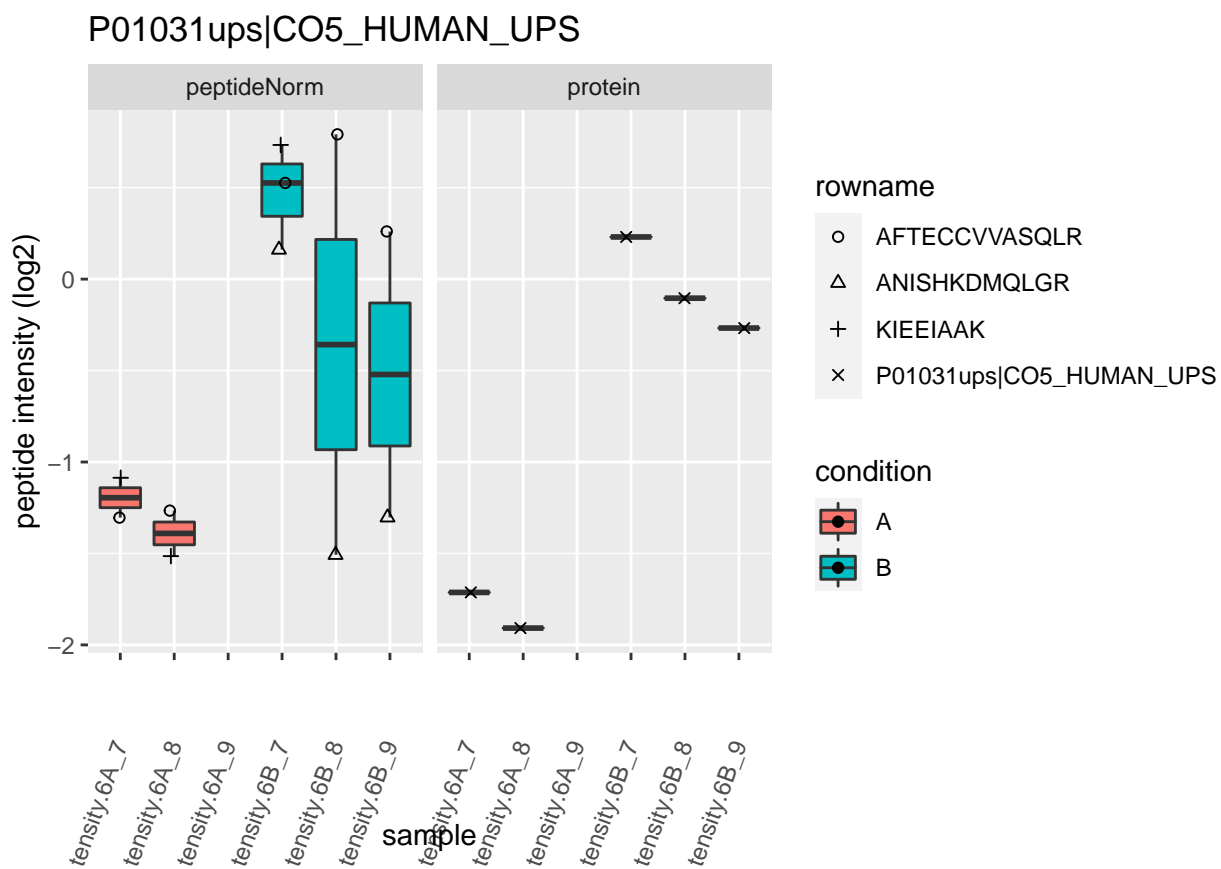 P01031ups|CO5_HUMAN_UPS
peptideNorm
protein
peptide intensity (log2)
0
−1
−2
tensity.6A_7
tensity.6A_8
tensity.6A_9
tensity.6B_7
tensity.6B_8
tensity.6B_9
tensity.6A_7
tensity.6A_8
tensity.6A_9
tensity.6B_7
tensity.6B_8
tensity.6B_9
sample
rowname
AFTECCVVASQLR
ANISHKDMQLGR
KIEEIAAK
P01031ups|CO5_HUMAN_UPS
condition
A
B